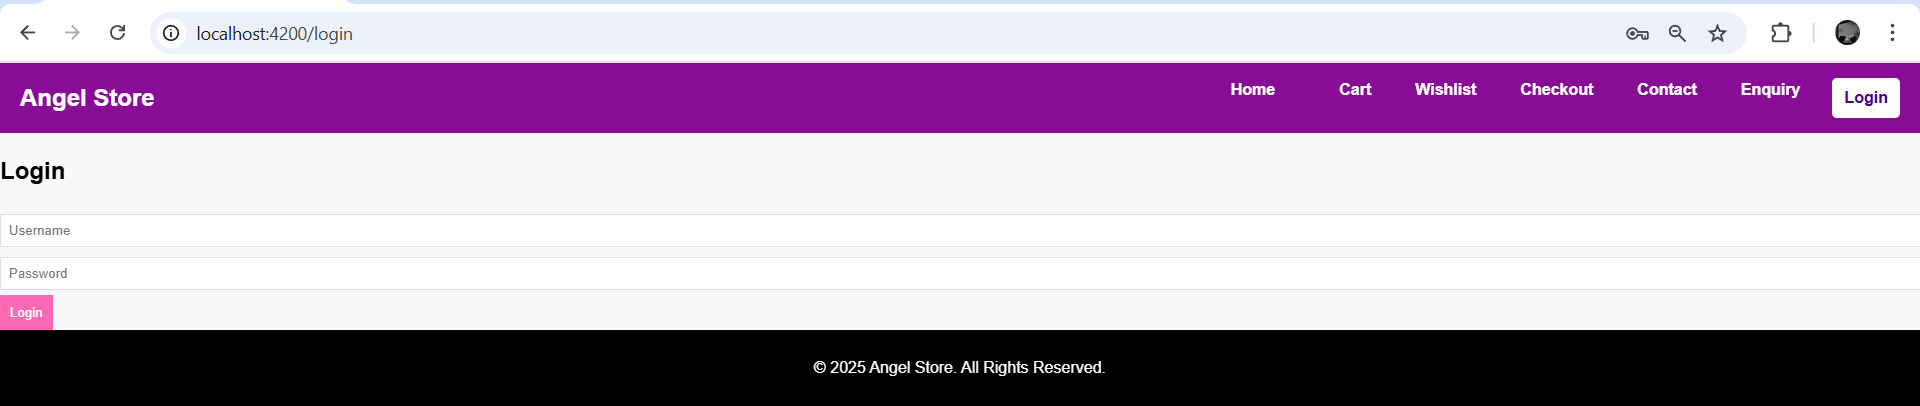 localhost:4200/login
Angel Store Home Cart Wishlist Checkout Contact Enquiry Login
Login
Username
Password
Login
© 2025 Angel Store. All Rights Reserved.